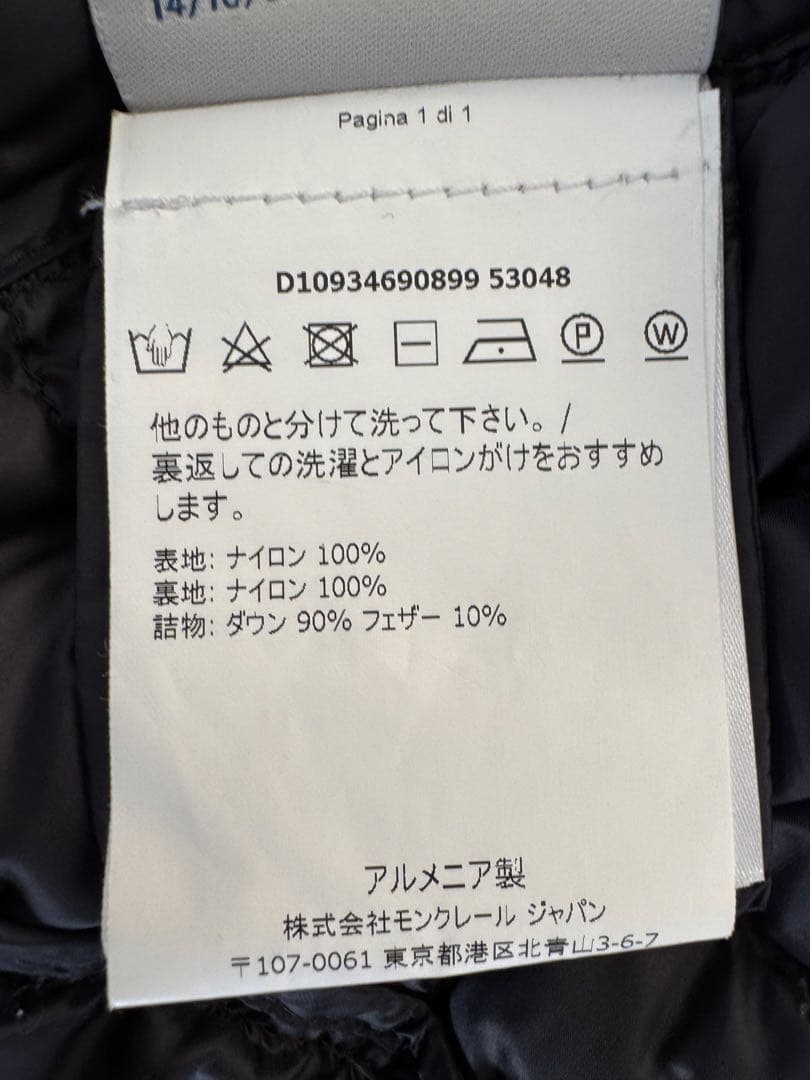 Pagina 1 di 1
D10934690899 53048
P W
他のものと分けて洗って下さい。/
裏返しての洗濯とアイロンがけをおすすめ
します。
表地: ナイロン 100%
裏地: ナイロン 100%
詰物: ダウン 90% フェザー 10%
アルメニア製
株式会社モンクレール ジャパン
〒107-0061 東京都港区北青山3-6-7